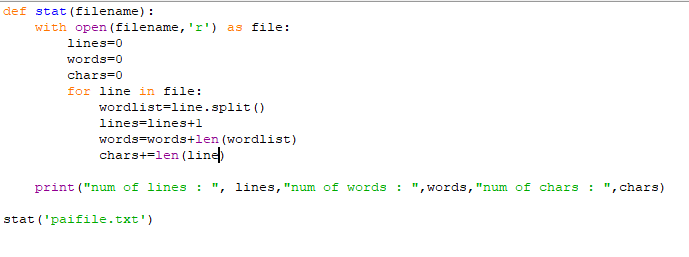 def stat(filename):
    with open(filename,'r') as file:
        lines=0
        words=0
        chars=0
        for line in file:
            wordlist=line.split()
            lines=lines+1
            words=words+len(wordlist)
            chars+=len(line)
    print("num of lines : ", lines,"num of words : ",words,"num of chars : ",chars)
stat('paifile.txt')